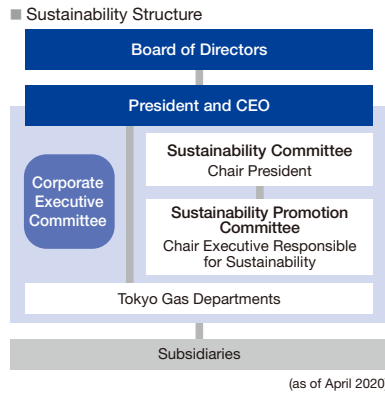 ■ Sustainability Structure
Board of Directors
President and CEO
Corporate
Executive
Committee
Sustainability Committee
Chair President
Sustainability Promotion
Committee
Chair Executive Responsible
for Sustainability
Tokyo Gas Departments
Subsidiaries
(as of April 2020)